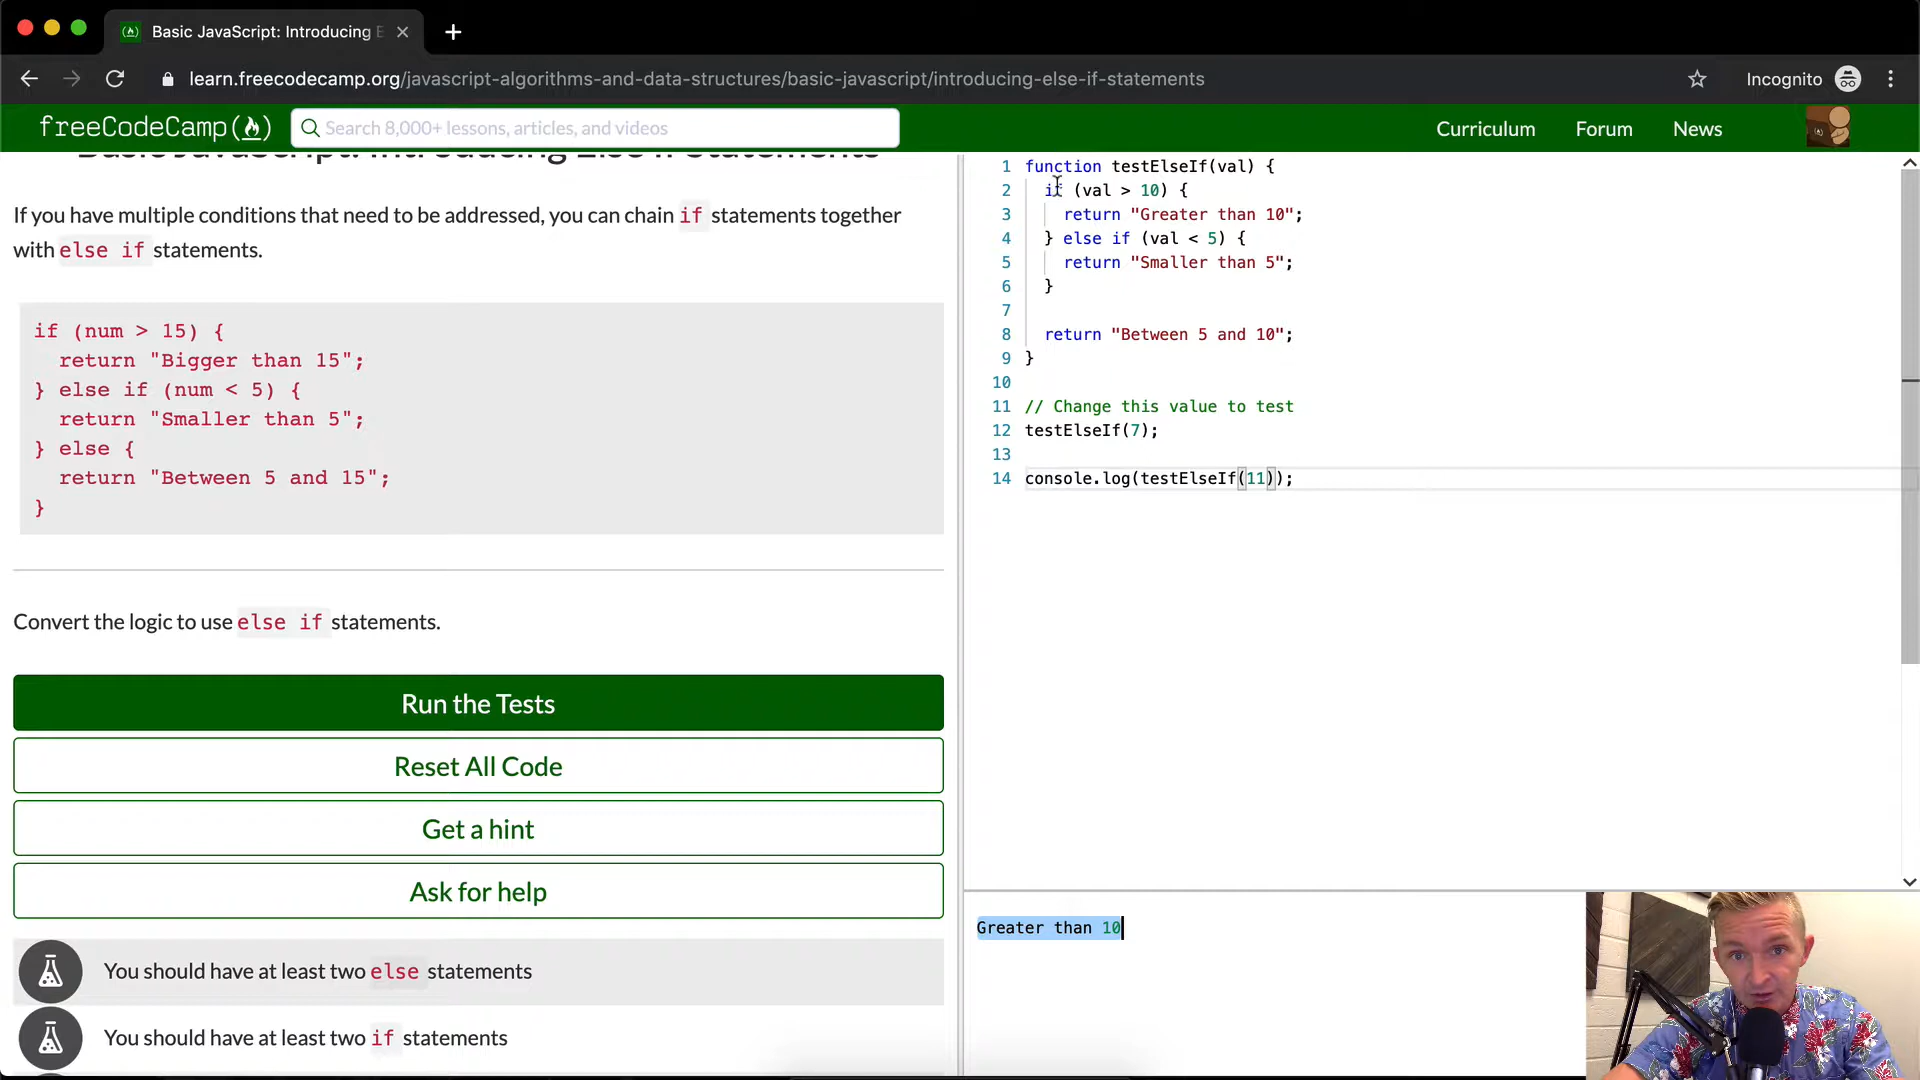 Basic JavaScript: Introducing E
learn.freecodecamp.org/javascript-algorithms-and-data-structures/basic-javascript/introducing-else-if-statements
Incognito
freeCodeCamp
Search 8,000+ lessons, articles, and videos
Curriculum
Forum
News
Basic JavaScript: Introducing Else If Statements
If you have multiple conditions that need to be addressed, you can chain if statements together
with else if statements.
if (num > 15) {
  return "Bigger than 15";
} else if (num < 5) {
  return "Smaller than 5";
} else {
  return "Between 5 and 15";
}
Convert the logic to use else if statements.
Run the Tests
Reset All Code
Get a hint
Ask for help
You should have at least two else statements
You should have at least two if statements
1 function testElseIf(val) {
2   if (val > 10) {
3     return "Greater than 10";
4   } else if (val < 5) {
5     return "Smaller than 5";
6   }
7
8   return "Between 5 and 10";
9 }
10
11 // Change this value to test
12 testElseIf(7);
13
14 console.log(testElseIf(11));
Greater than 10